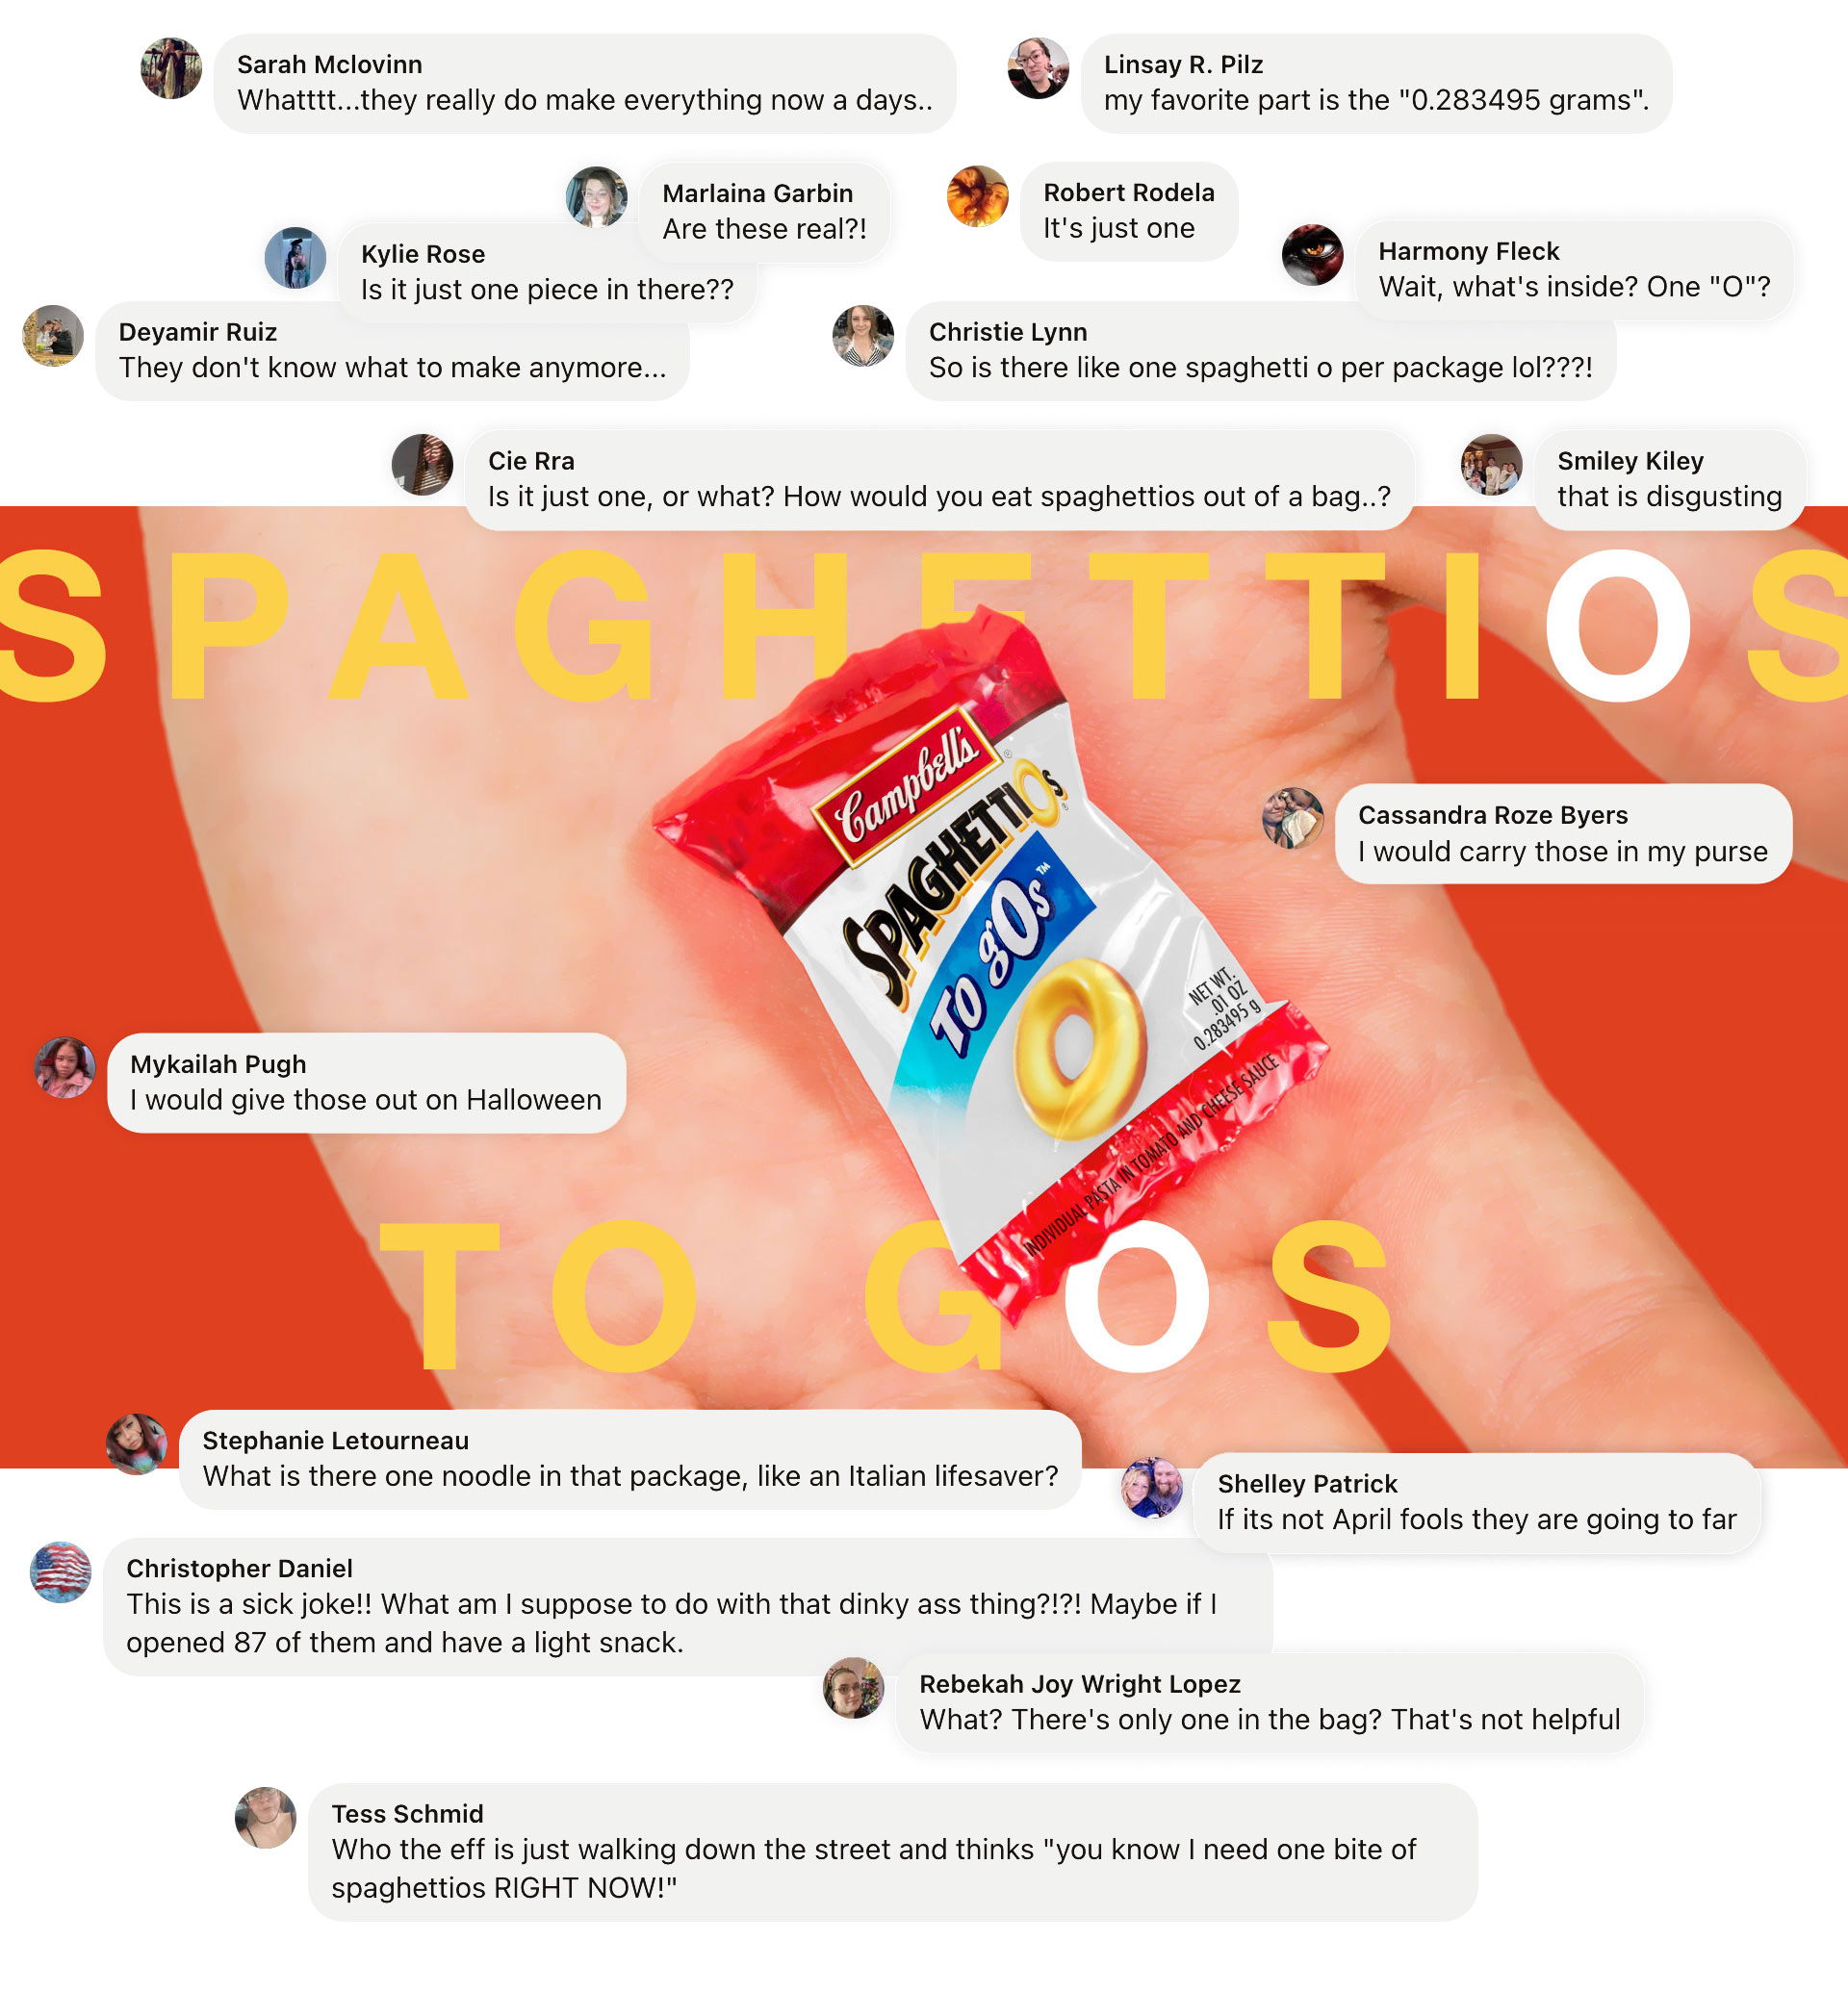 Sarah Mclovinn
Whatttt...they really do make everything now a days..
Linsay R. Pilz
my favorite part is the "0.283495 grams".
Marlaina Garbin
Are these real?!
Robert Rodela
It's just one
Kylie Rose
Is it just one piece in there??
Harmony Fleck
Wait, what's inside? One "O"?
Deyamir Ruiz
They don't know what to make anymore...
Christie Lynn
So is there like one spaghetti o per package lol???!
Cie Rra
Is it just one, or what? How would you eat spaghettios out of a bag..?
Smiley Kiley
that is disgusting
SPAGHETTIOS
Campbell's®
SPAGHETTIOS®
TO gOs™
NET WT.
.01 OZ
0.283495 g
INDIVIDUAL PASTA IN TOMATO AND CHEESE SAUCE
Cassandra Roze Byers
I would carry those in my purse
Mykailah Pugh
I would give those out on Halloween
TO GOS
Stephanie Letourneau
What is there one noodle in that package, like an Italian lifesaver?
Shelley Patrick
If its not April fools they are going to far
Christopher Daniel
This is a sick joke!! What am I suppose to do with that dinky ass thing?!?! Maybe if I
opened 87 of them and have a light snack.
Rebekah Joy Wright Lopez
What? There's only one in the bag? That's not helpful
Tess Schmid
Who the eff is just walking down the street and thinks "you know I need one bite of
spaghettios RIGHT NOW!"